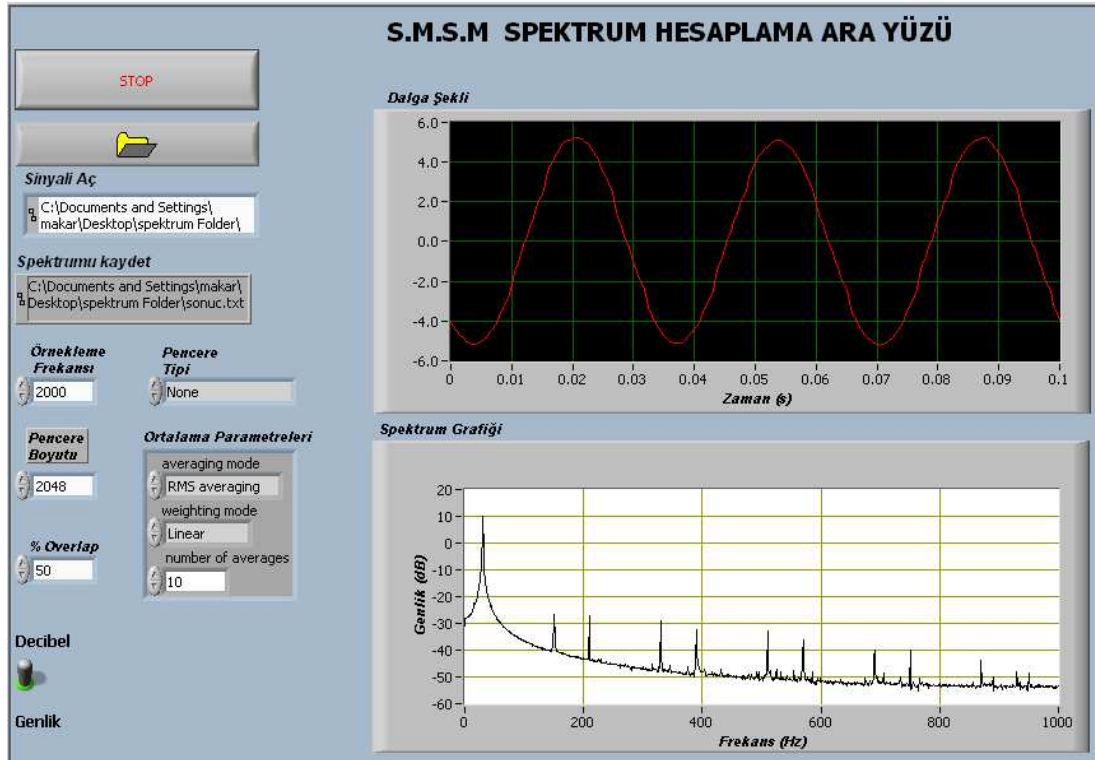 S.M.S.M SPEKTRUM HESAPLAMA ARA YÜZÜ
STOP
Sinyali Aç
C:\Documents and Settings\
makar\Desktop\spektrum Folder\
Spektrumu kaydet
C:\Documents and Settings\makar\
Desktop\spektrum Folder\sonuc.txt
Örnekleme
Frekansı
2000
Pencere
Tipi
None
Pencere
Boyutu
2048
% Overlap
50
Ortalama Parametreleri
averaging mode
RMS averaging
weighting mode
Linear
number of averages
10
Decibel
Genlik
Dalga Şekli
6.0
4.0
2.0
0.0
-2.0
-4.0
-6.0
0 0.01 0.02 0.03 0.04 0.05 0.06 0.07 0.08 0.09 0.1
Zaman (s)
Spektrum Grafiği
Genlik (dB)
20
10
0
-10
-20
-30
-40
-50
-60
0 200 400 600 800 1000
Frekans (Hz)